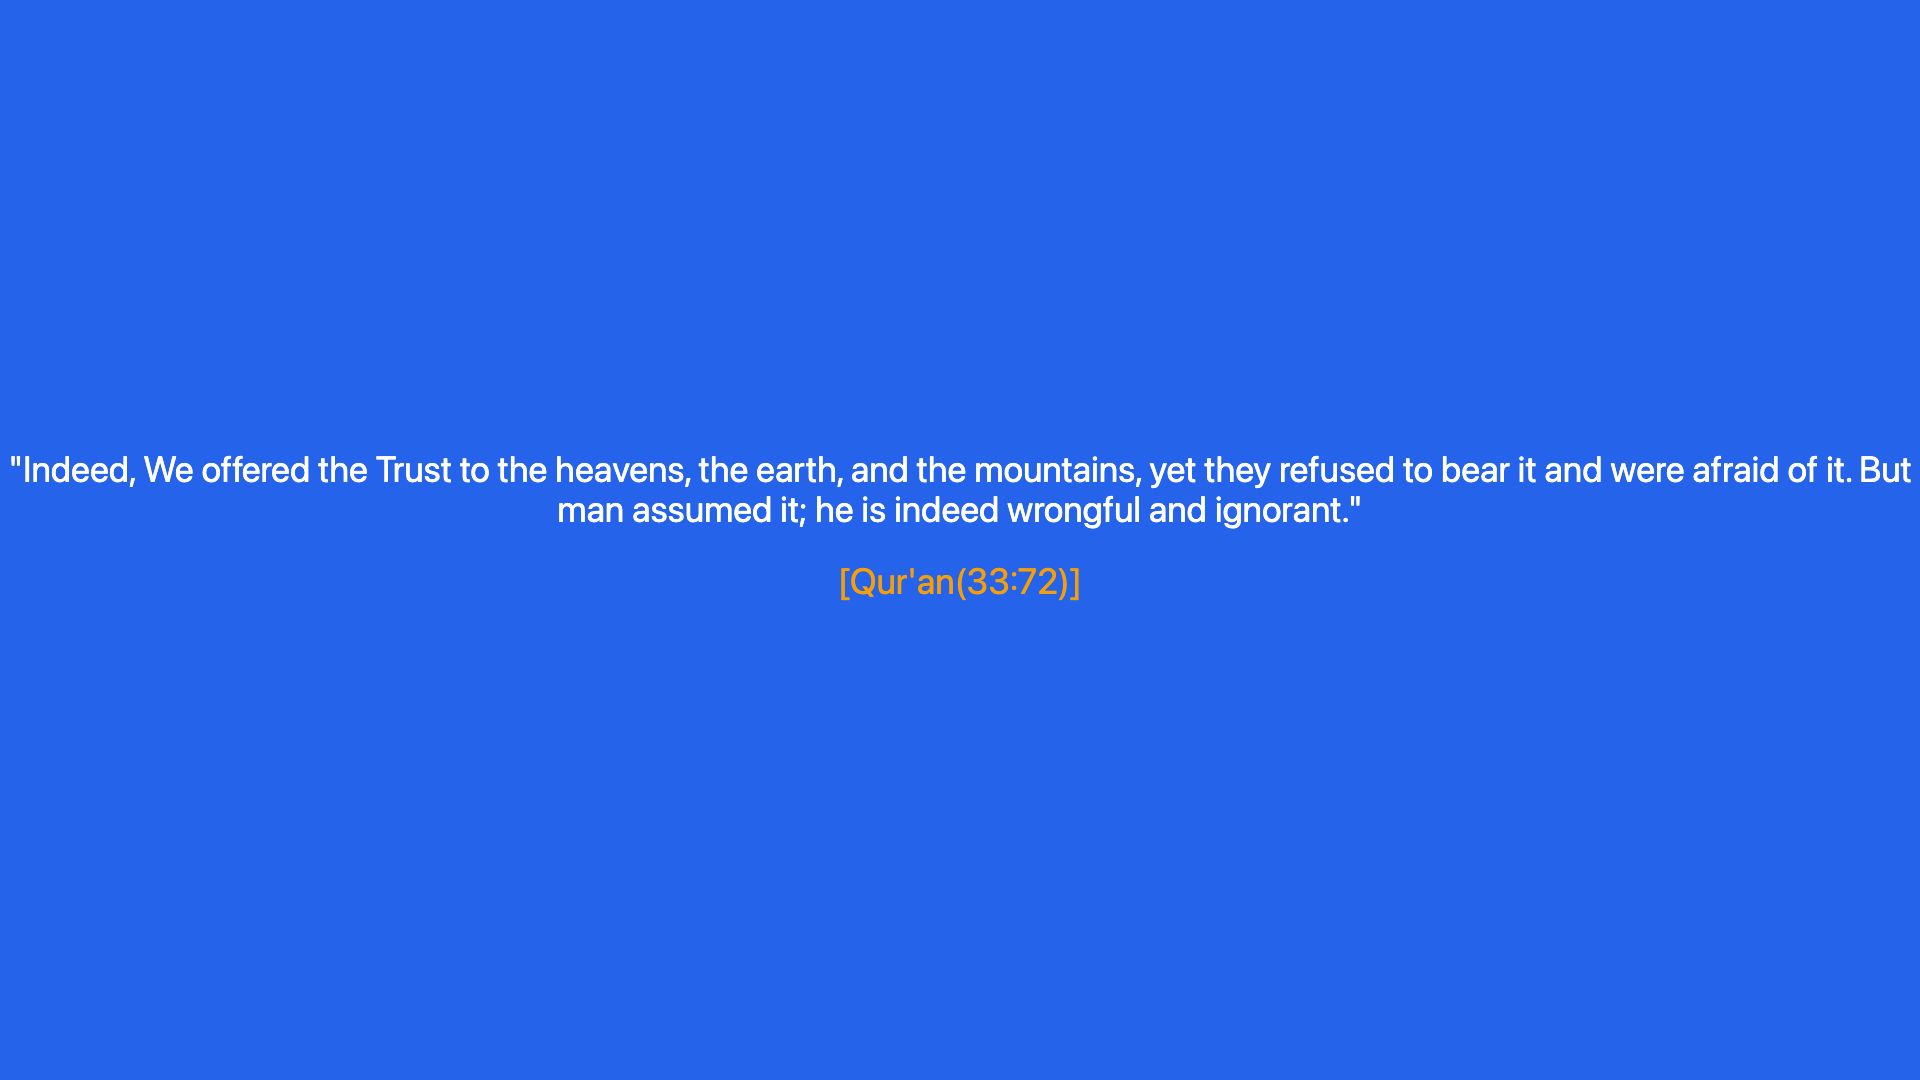 "Indeed, We offered the Trust to the heavens, the earth, and the mountains, yet they refused to bear it and were afraid of it. But
man assumed it; he is indeed wrongful and ignorant."
[Qur'an(33:72)]